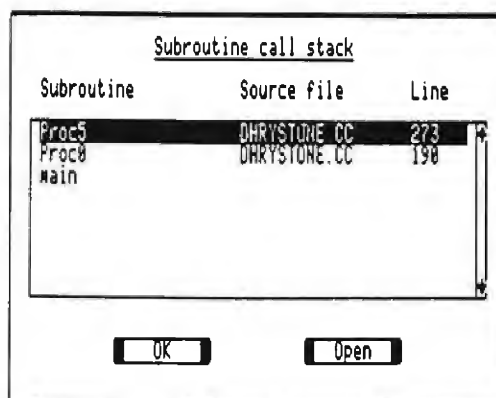 Subroutine call stack
Subroutine Source file Line
Proc5 DHRYSTONE.CC 273
Proc0 DHRYSTONE.CC 190
main
OK Open